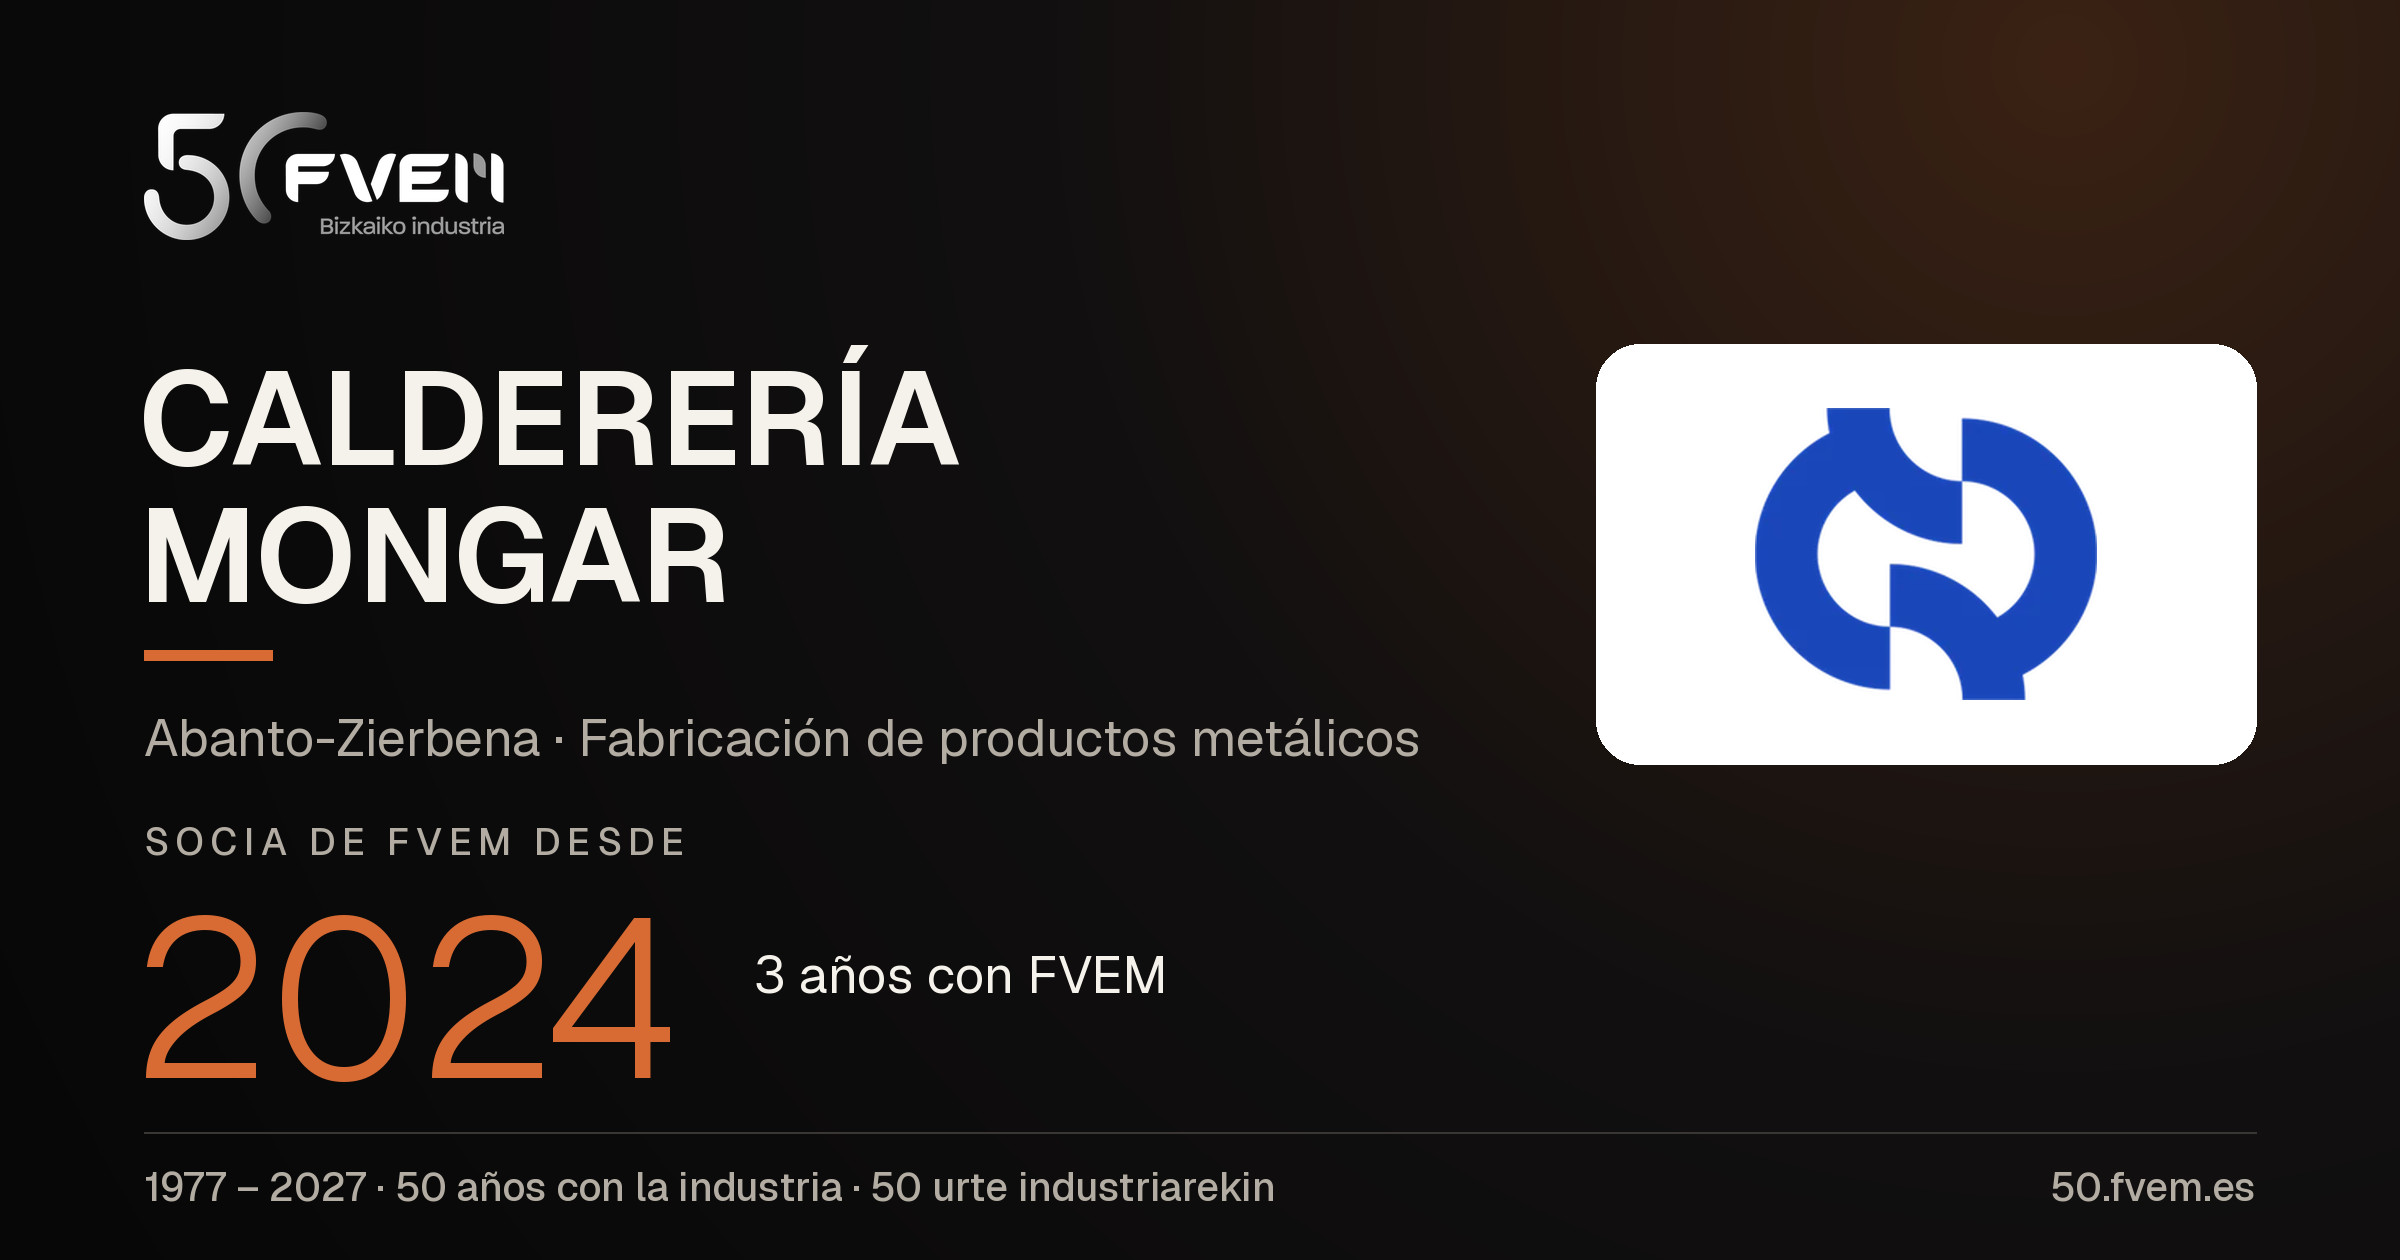 50 FVEM
Bizkaiko industria
CALDERERÍA
MONGAR
Abanto-Zierbena · Fabricación de productos metálicos
SOCIA DE FVEM DESDE
2024
3 años con FVEM
1977 – 2027 · 50 años con la industria · 50 urte industriarekin
50.fvem.es